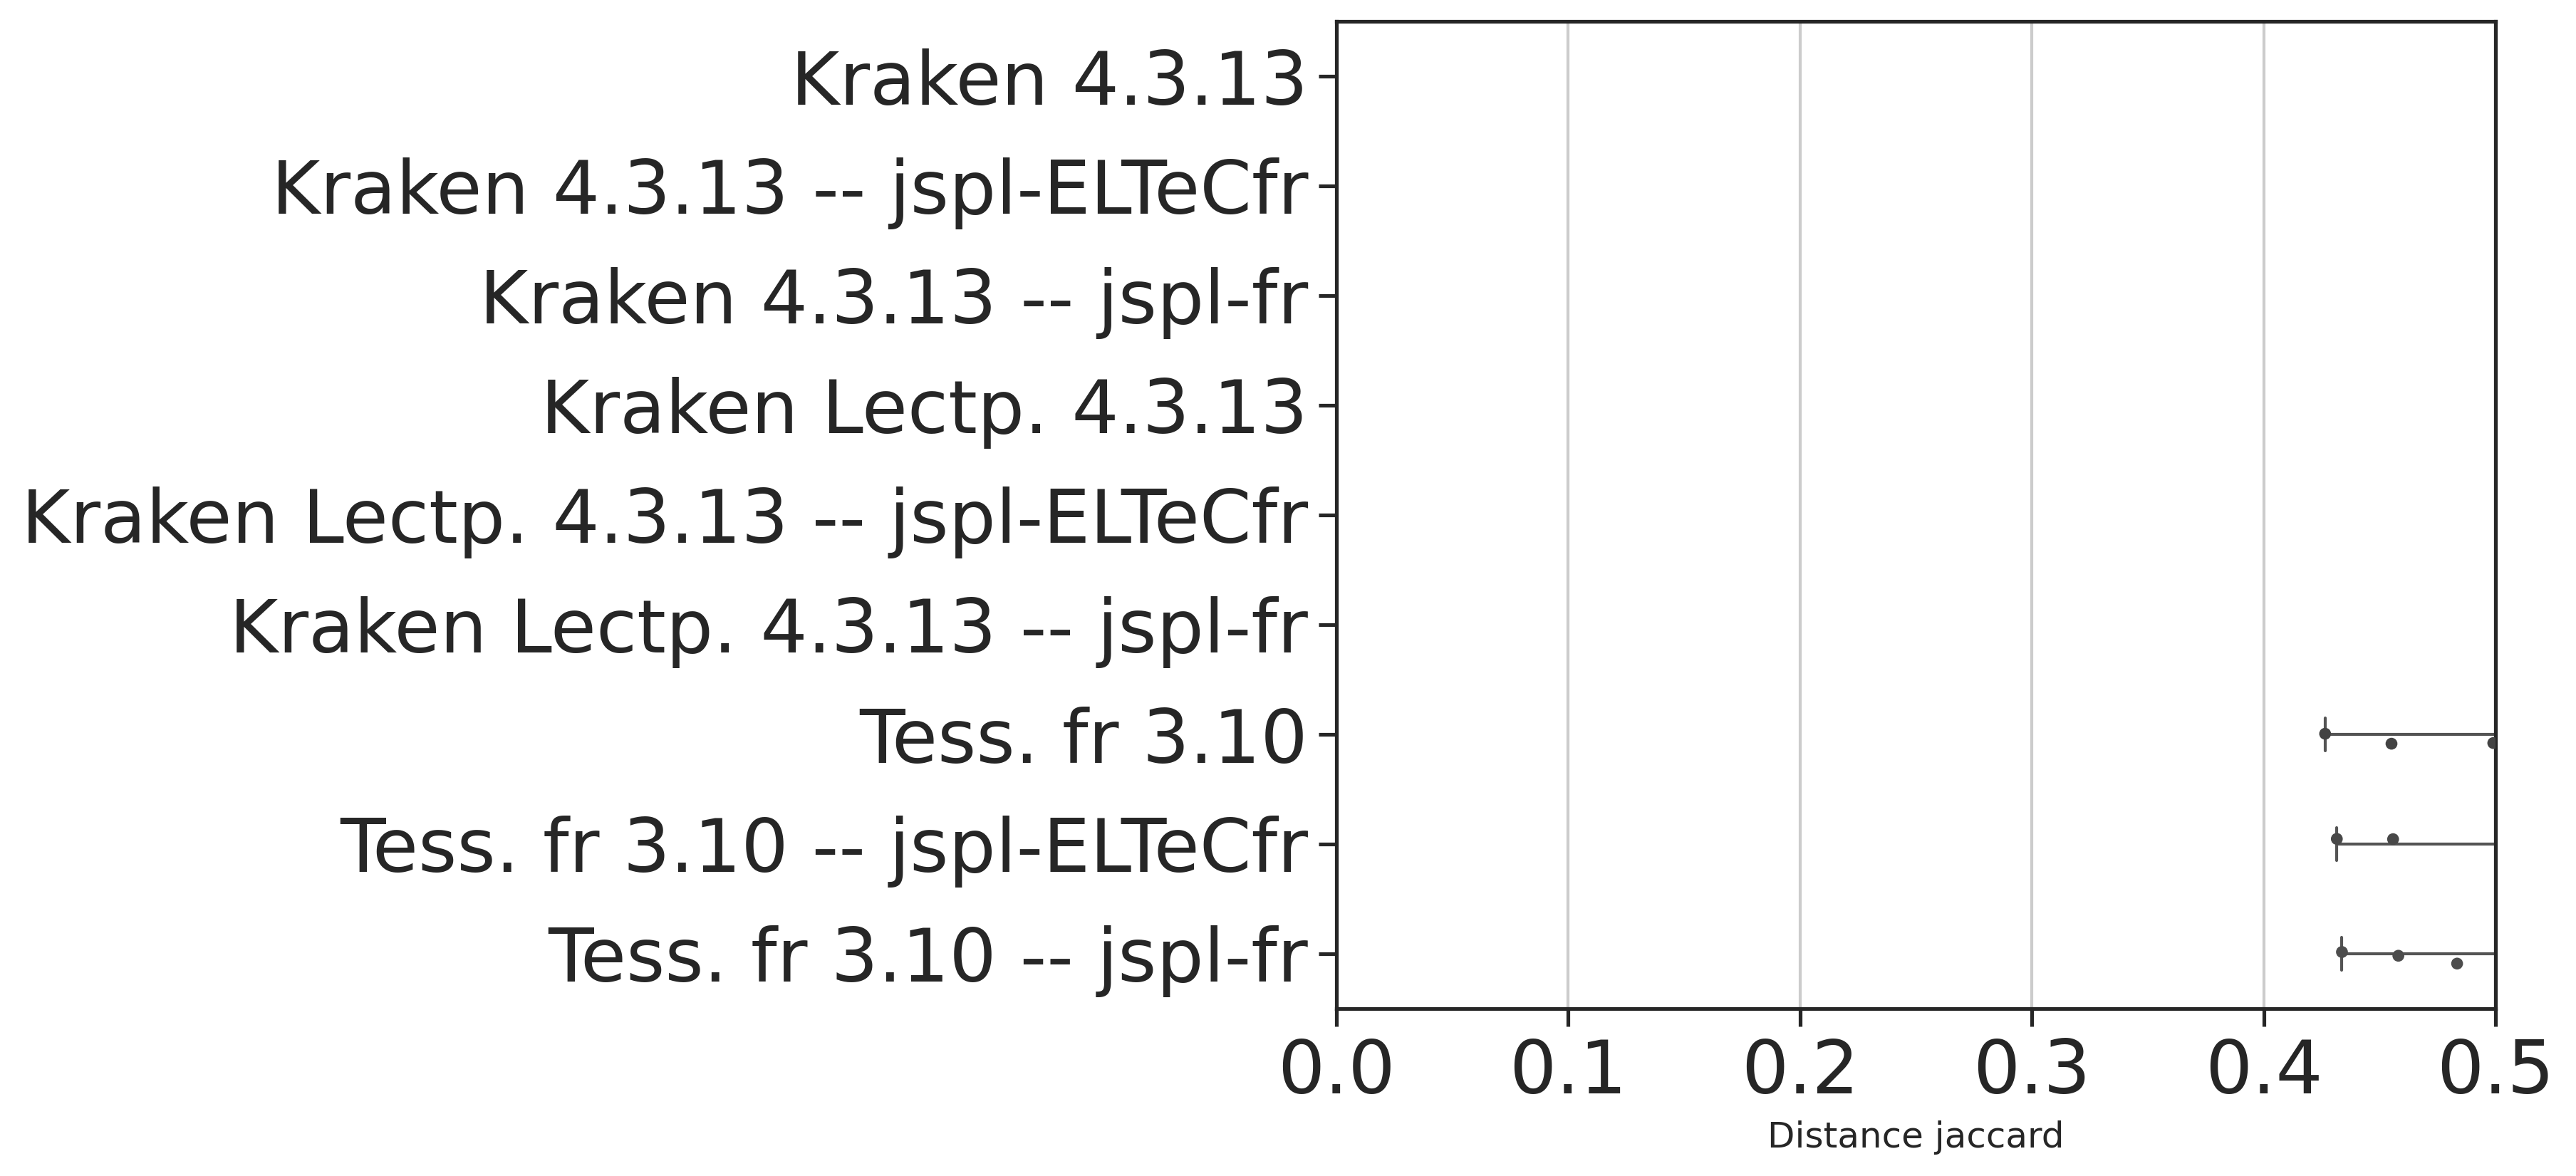 Kraken 4.3.13
Kraken 4.3.13 -- jspl-ELTeCfr
Kraken 4.3.13 -- jspl-fr
Kraken Lectp. 4.3.13
Kraken Lectp. 4.3.13 -- jspl-ELTeCfr
Kraken Lectp. 4.3.13 -- jspl-fr
Tess. fr 3.10
Tess. fr 3.10 -- jspl-ELTeCfr
Tess. fr 3.10 -- jspl-fr
0.0 0.1 0.2 0.3 0.4 0.5
Distance jaccard